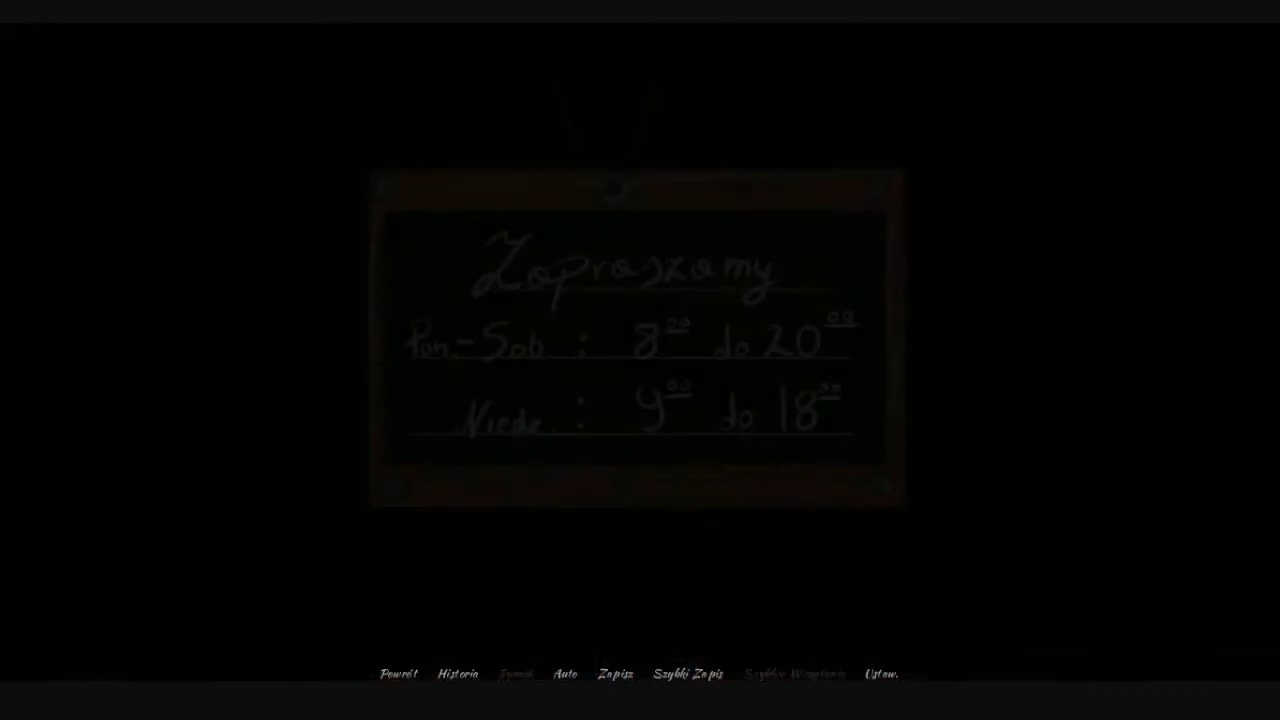 Zapraszamy
Pon.-Sob : 8⁰⁰ do 20⁰⁰
Niedz : 9⁰⁰ do 18⁰⁰
Powrót Historia Auto Zapisz Szybki Zapis Ustaw.